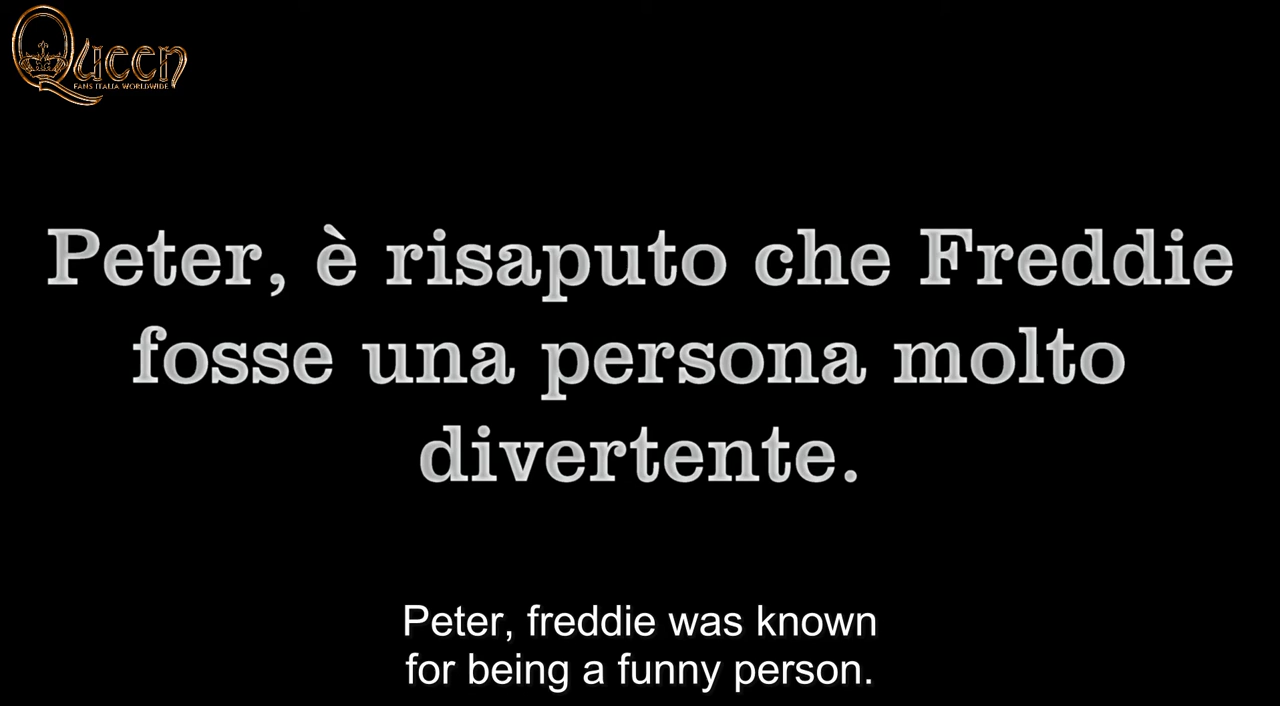 Queen
FANS ITALIA WORLDWIDE
Peter, è risaputo che Freddie
fosse una persona molto
divertente.
Peter, freddie was known
for being a funny person.